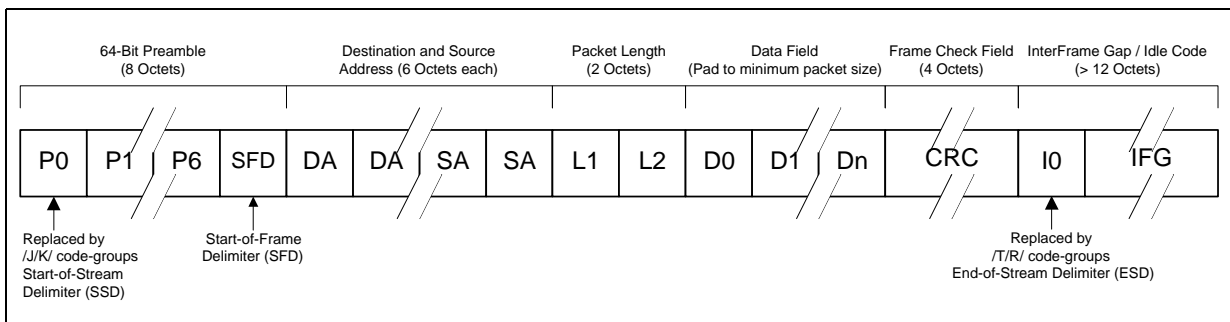 64-Bit Preamble
(8 Octets)
Destination and Source
Address (6 Octets each)
Packet Length
(2 Octets)
Data Field
(Pad to minimum packet size)
Frame Check Field
(4 Octets)
InterFrame Gap / Idle Code
(> 12 Octets)
P0 P1 P6 SFD DA DA SA SA L1 L2 D0 D1 Dn CRC I0 IFG
Replaced by
/J/K/ code-groups
Start-of-Stream
Delimiter (SSD)
Start-of-Frame
Delimiter (SFD)
Replaced by
/T/R/ code-groups
End-of-Stream Delimiter (ESD)